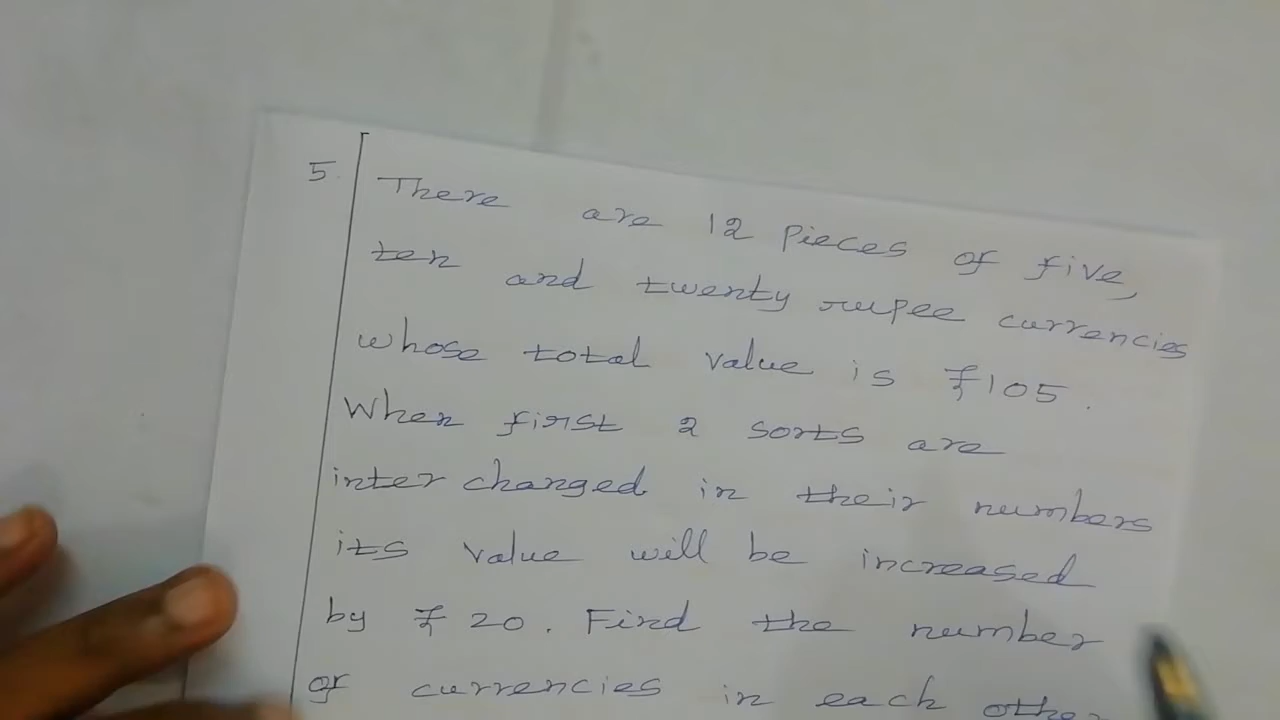 5. There are 12 pieces of five,
ten and twenty rupee currencies
whose total value is ₹105.
When first 2 sorts are
inter changed in their numbers
its value will be increased
by ₹ 20. Find the number
of currencies in each